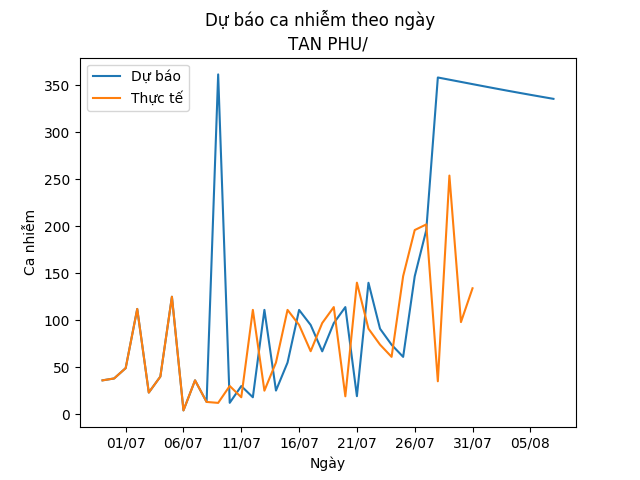 Dự báo ca nhiễm theo ngày
TAN PHU/
Dự báo
Thực tế
350
300
250
200
150
100
50
0
Ca nhiễm
01/07 06/07 11/07 16/07 21/07 26/07 31/07 05/08
Ngày